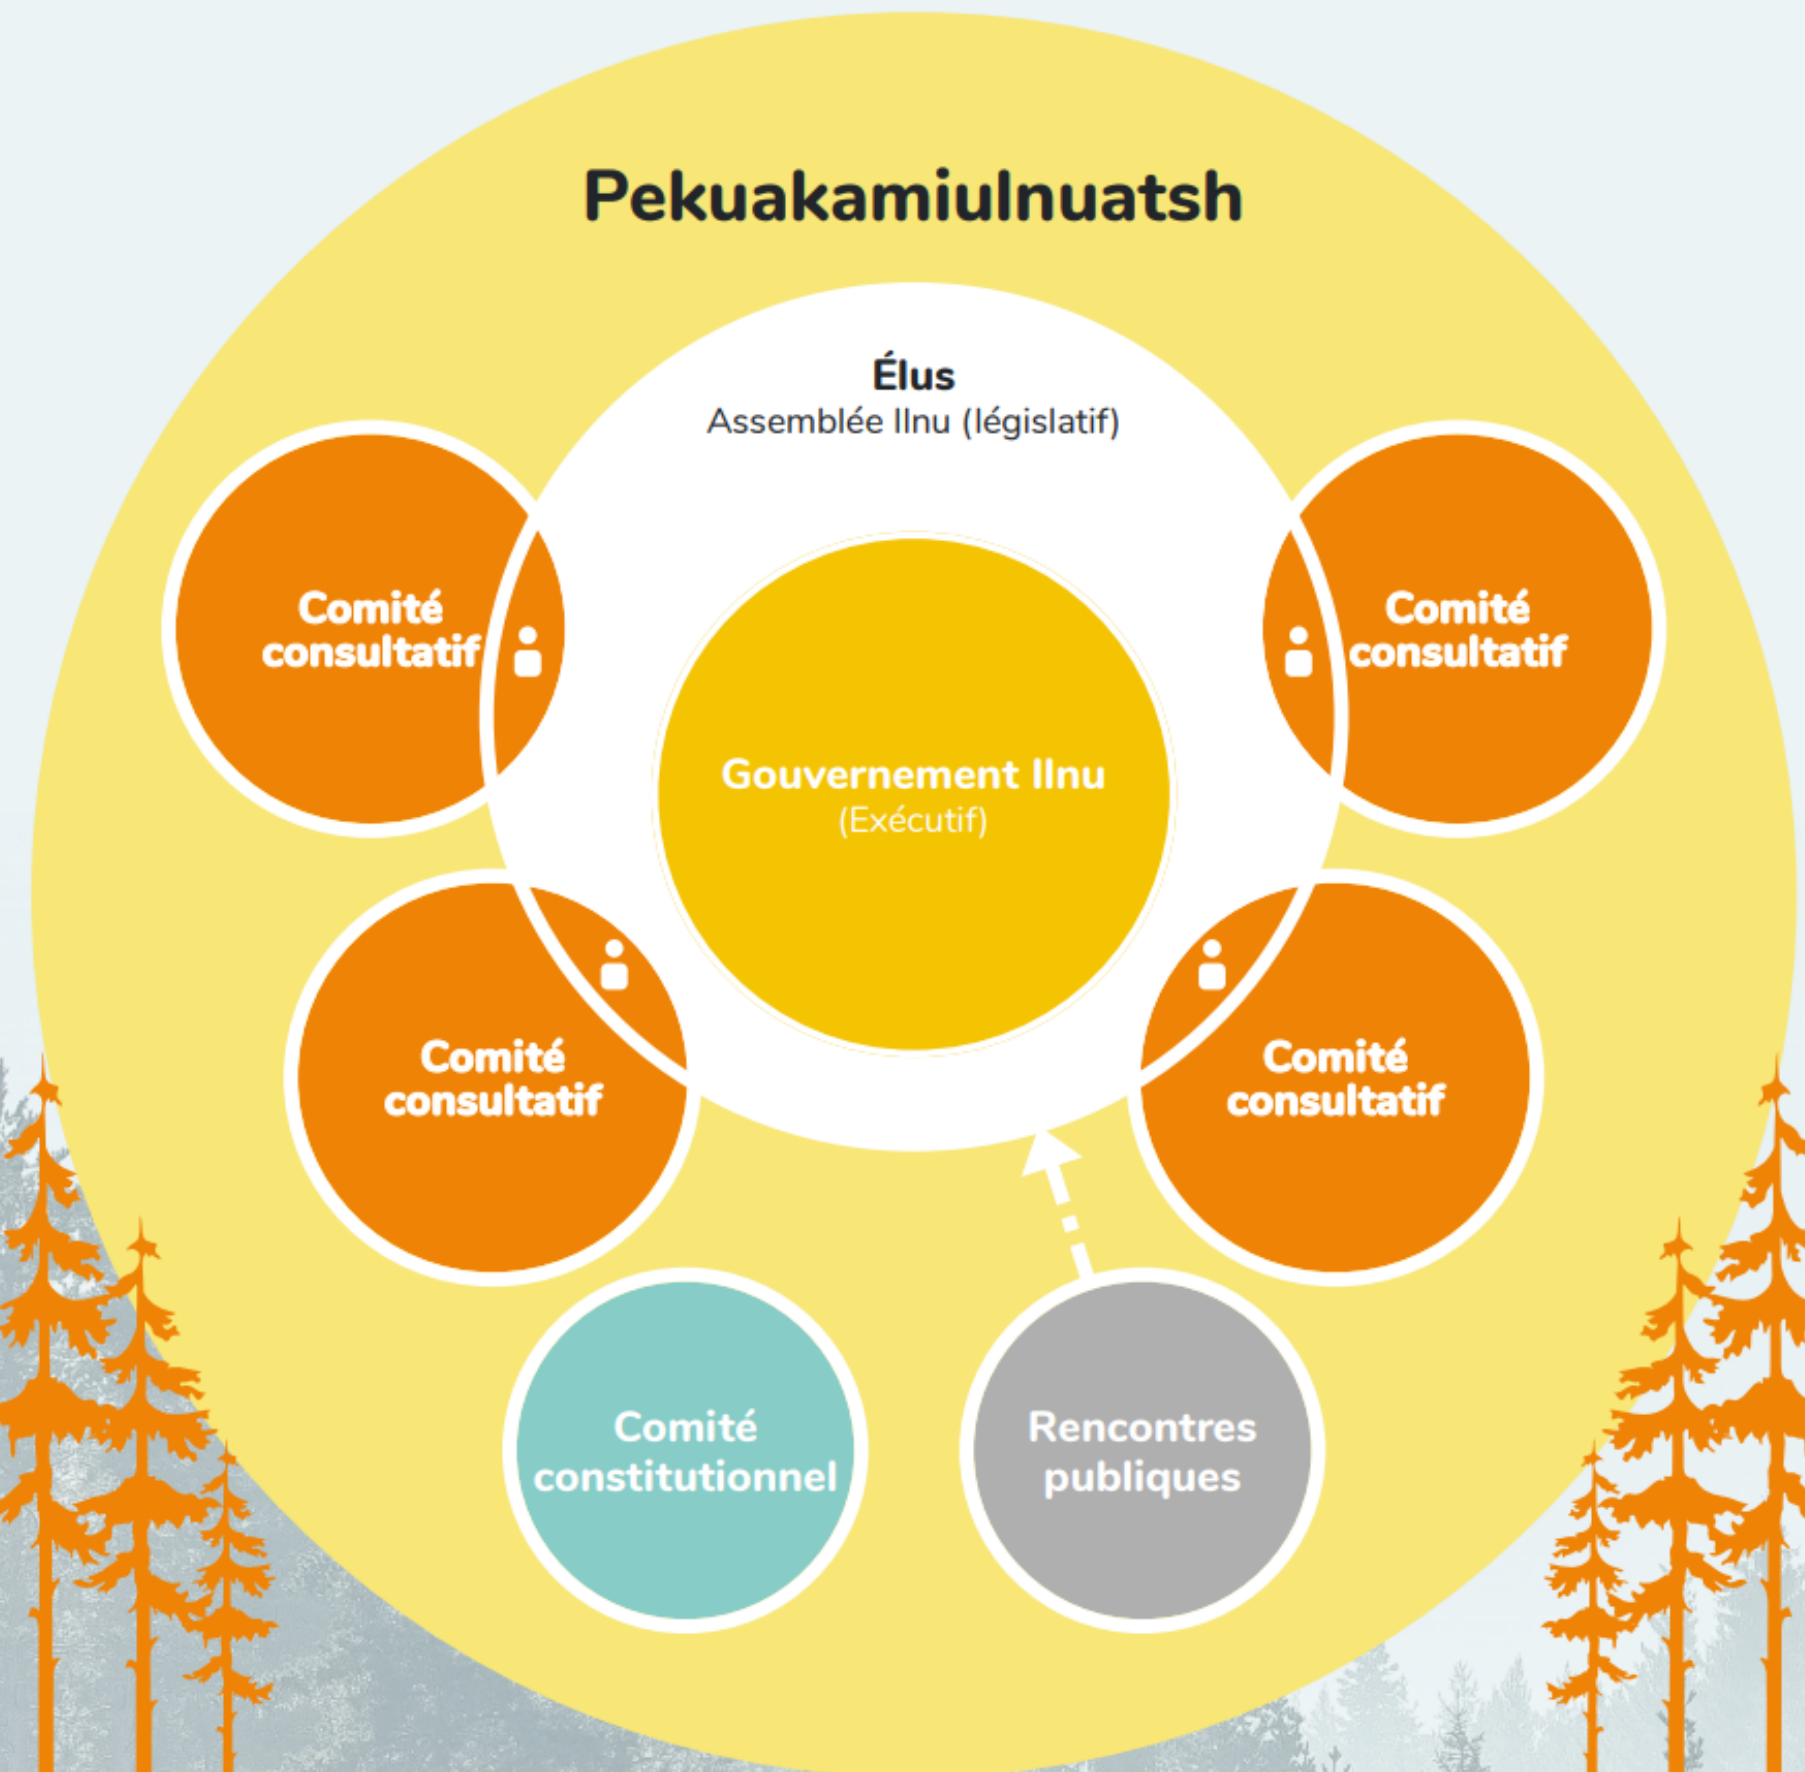 Pekuakamiulnuatsh
Élus
Assemblée Ilnu (législatif)
Comité
consultatif
Comité
consultatif
Gouvernement Ilnu
(Exécutif)
Comité
consultatif
Comité
consultatif
Comité
constitutionnel
Rencontres
publiques